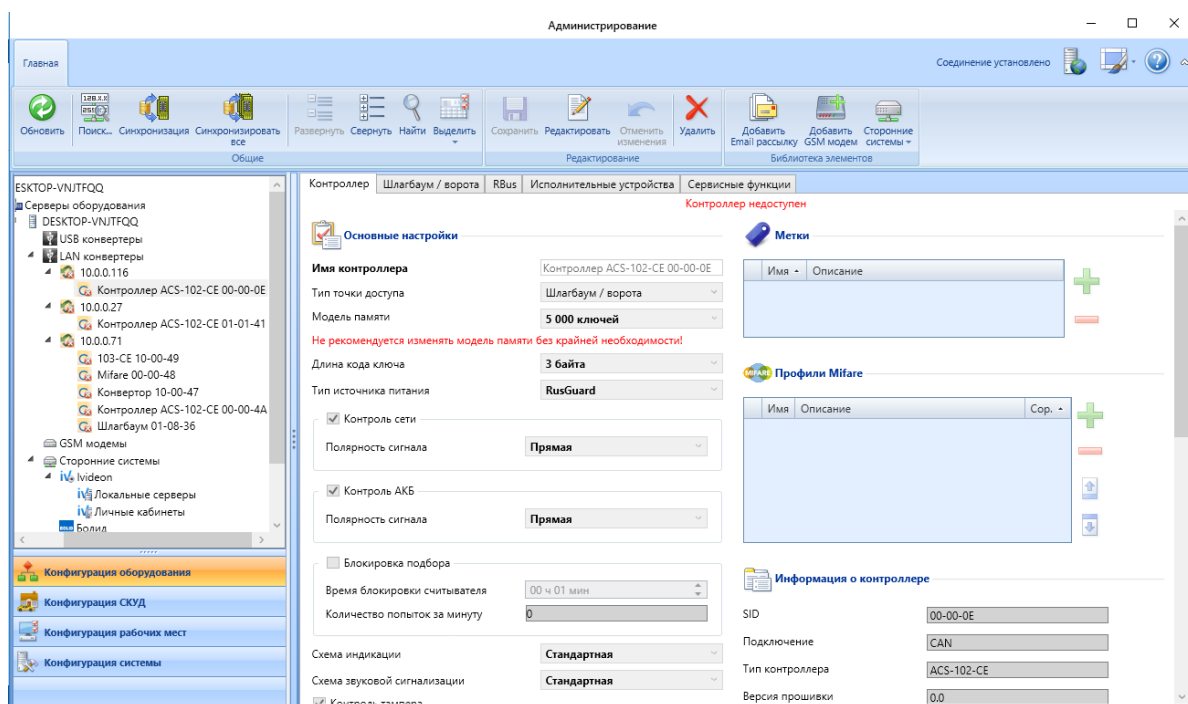 Администрирование
Главная
Соединение установлено
Обновить
Поиск...
Синхронизация
Синхронизировать все
Развернуть
Свернуть
Найти
Выделить
Сохранить
Редактировать
Отменить изменения
Удалить
Добавить Email рассылку
Добавить GSM модем
Сторонние системы
Общие
Редактирование
Библиотека элементов
ESKTOP-VNJTFQQ
Серверы оборудования
DESKTOP-VNJTFQQ
USB конвертеры
LAN конвертеры
10.0.0.116
Контроллер ACS-102-CE 00-00-0E
10.0.0.27
Контроллер ACS-102-CE 01-01-41
10.0.0.71
103-CE 10-00-49
Mifare 00-00-48
Конвертор 10-00-47
Контроллер ACS-102-CE 00-00-4A
Шлагбаум 01-08-36
GSM модемы
Сторонние системы
Ivideon
Локальные серверы
Личные кабинеты
Болид
Конфигурация оборудования
Конфигурация СКУД
Конфигурация рабочих мест
Конфигурация системы
Контроллер
Шлагбаум / ворота
RBus
Исполнительные устройства
Сервисные функции
Контроллер недоступен
Основные настройки
Имя контроллера
Контроллер ACS-102-CE 00-00-0E
Тип точки доступа
Шлагбаум / ворота
Модель памяти
5 000 ключей
Не рекомендуется изменять модель памяти без крайней необходимости!
Длина кода ключа
3 байта
Тип источника питания
RusGuard
Контроль сети
Полярность сигнала
Прямая
Контроль АКБ
Полярность сигнала
Прямая
Блокировка подбора
Время блокировки считывателя
00 ч 01 мин
Количество попыток за минуту
0
Схема индикации
Стандартная
Схема звуковой сигнализации
Стандартная
Контроль тампера
Метки
Имя
Описание
MIFARE
Профили Mifare
Имя
Описание
Сор.
Информация о контроллере
SID
00-00-0E
Подключение
CAN
Тип контроллера
ACS-102-CE
Версия прошивки
0.0